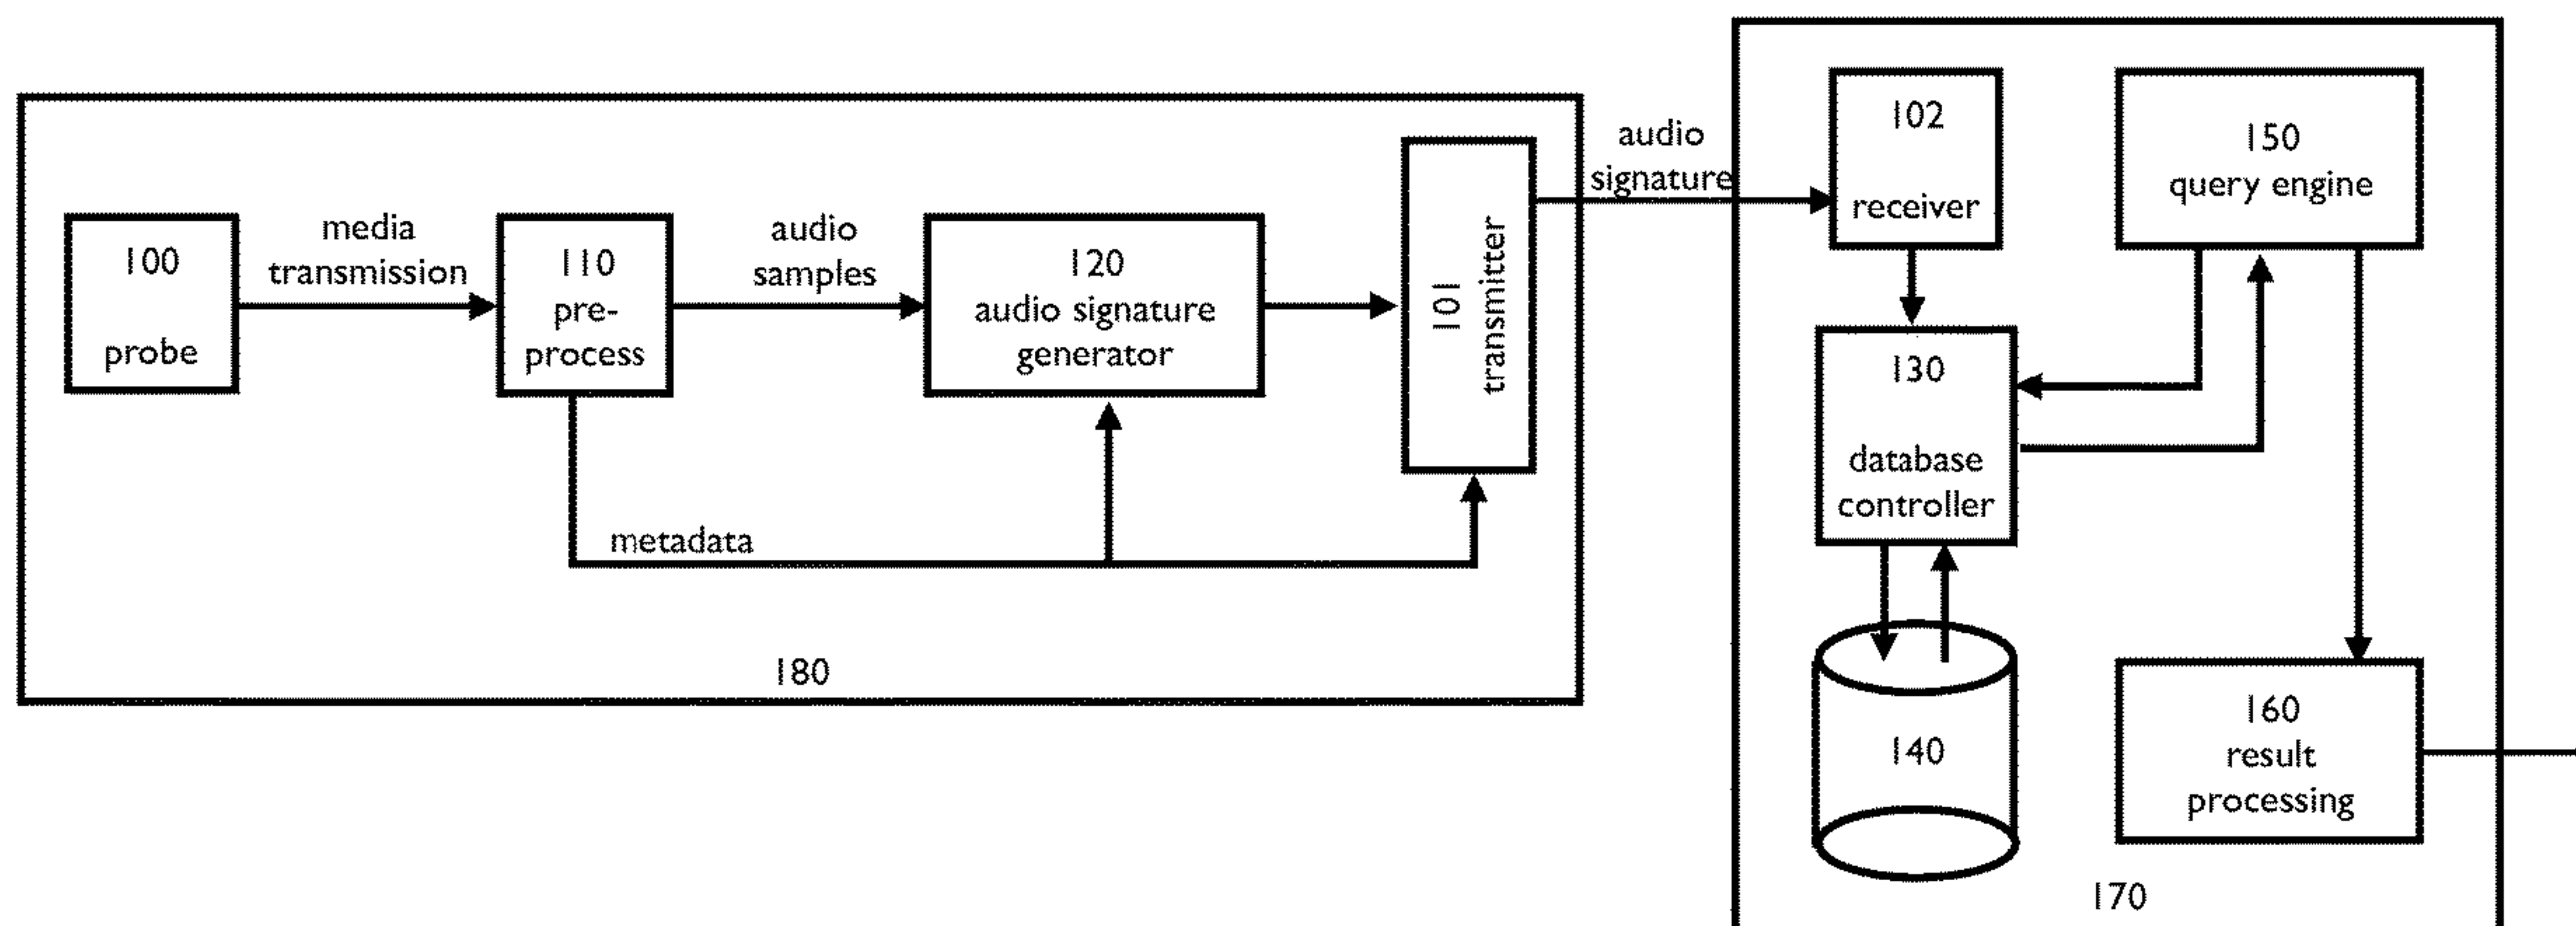 100
probe
media
transmission
110
pre-
process
audio
samples
120
audio signature
generator
101
transmitter
metadata
180
audio
signature
102
receiver
150
query engine
130
database
controller
140
160
result
processing
170